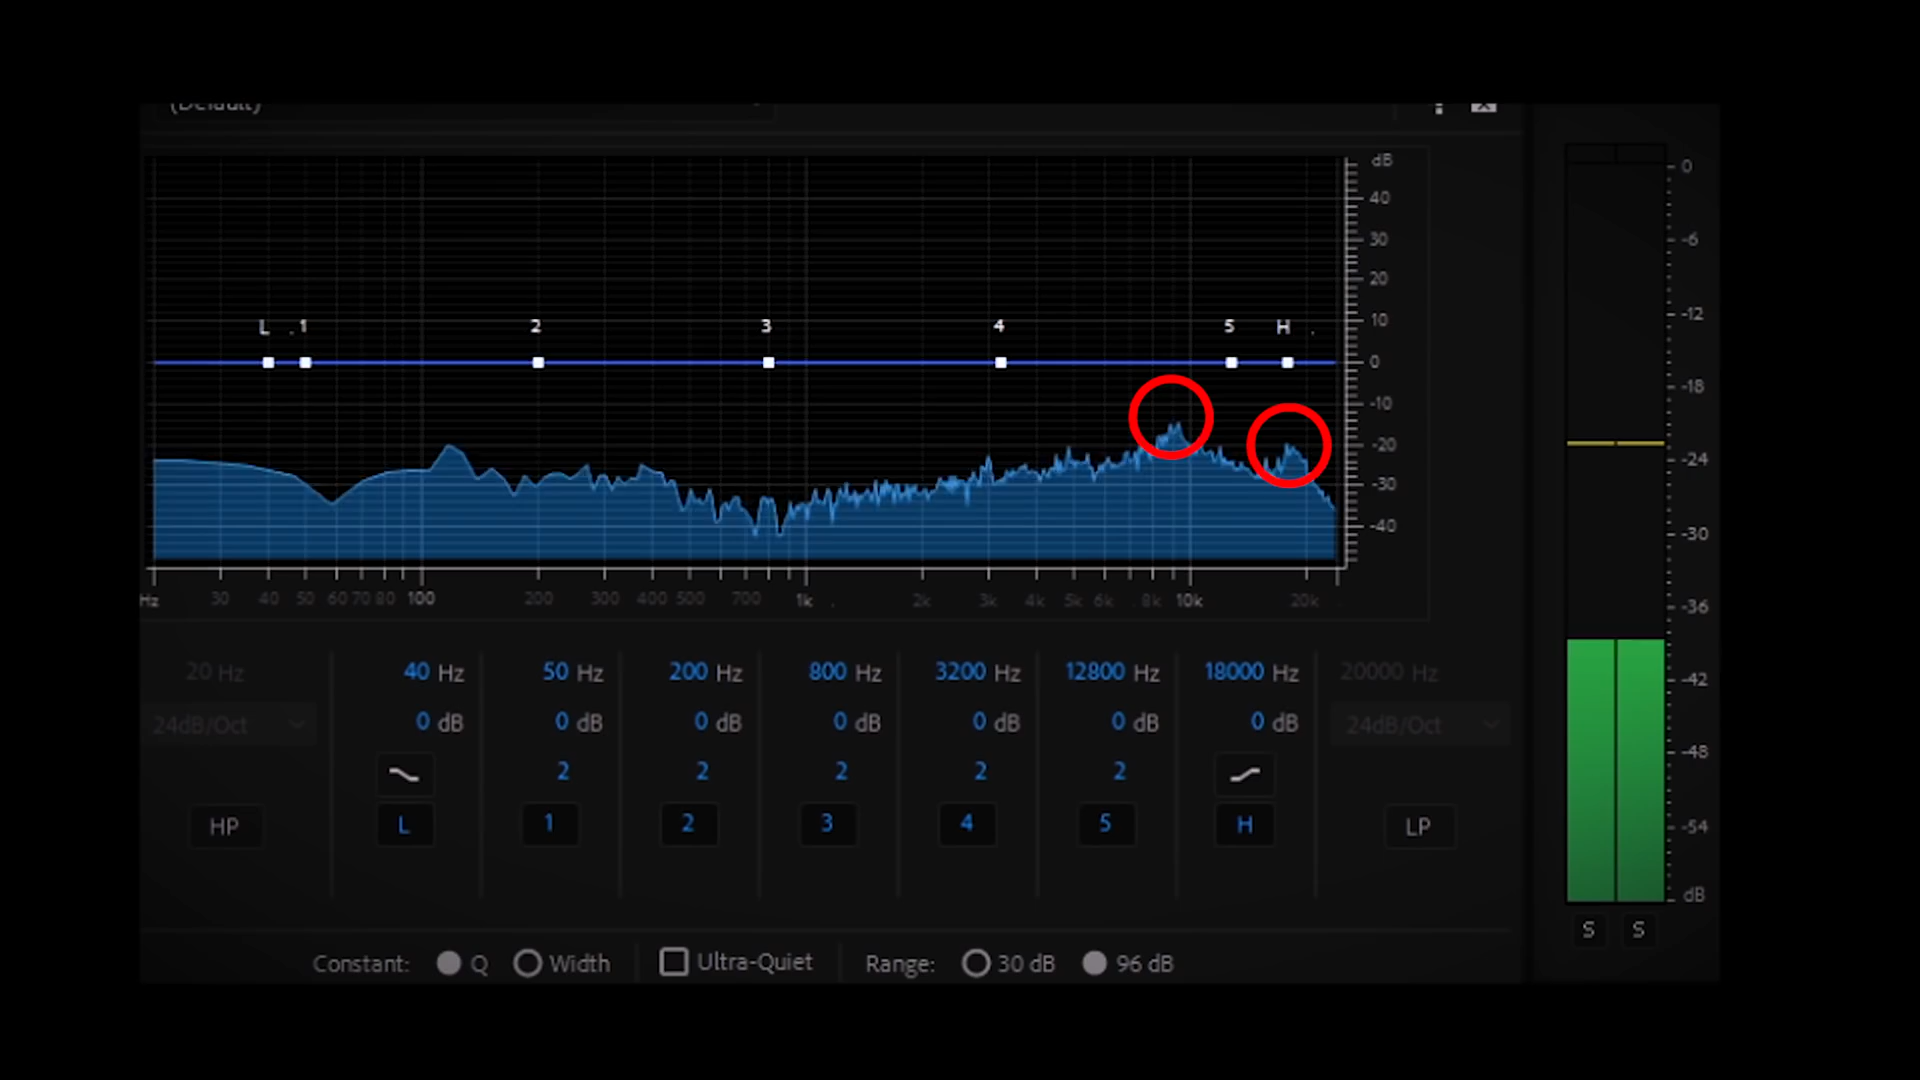 (Default)
dB
40
30
20
10
0
-10
-20
-30
-40
L 1 2 3 4 5 H
Hz 30 40 50 60 70 80 100 200 300 400 500 700 1k 2k 3k 4k 5k 6k 8k 10k 20k
20 Hz 40 Hz 50 Hz 200 Hz 800 Hz 3200 Hz 12800 Hz 18000 Hz 20000 Hz
24dB/Oct 0 dB 0 dB 0 dB 0 dB 0 dB 0 dB 0 dB 24dB/Oct
2 2 2 2 2
HP L 1 2 3 4 5 H LP
Constant: Q Width Ultra-Quiet Range: 30 dB 96 dB
0
-6
-12
-18
-24
-30
-36
-42
-48
-54
dB
S S